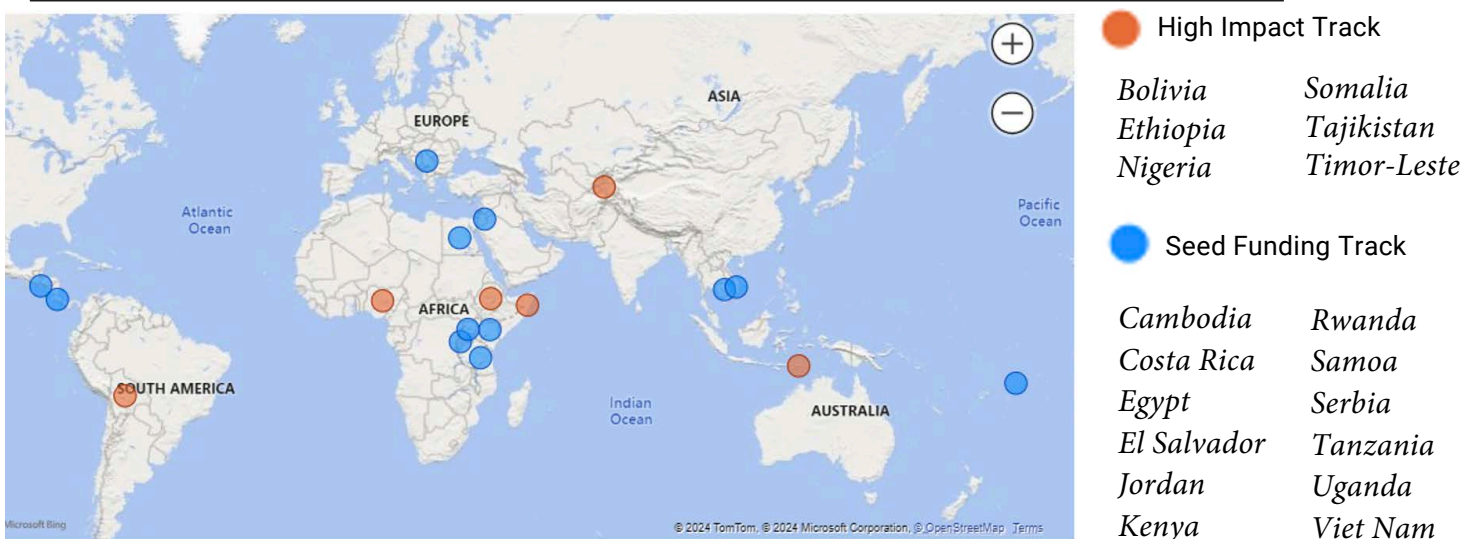 ASIA
EUROPE
Atlantic
Ocean
Pacific
Ocean
AFRICA
SOUTH AMERICA
Indian
Ocean
AUSTRALIA
Microsoft Bing
© 2024 TomTom, © 2024 Microsoft Corporation, © OpenStreetMap Terms
High Impact Track
Bolivia Somalia
Ethiopia Tajikistan
Nigeria Timor-Leste
Seed Funding Track
Cambodia Rwanda
Costa Rica Samoa
Egypt Serbia
El Salvador Tanzania
Jordan Uganda
Kenya Viet Nam